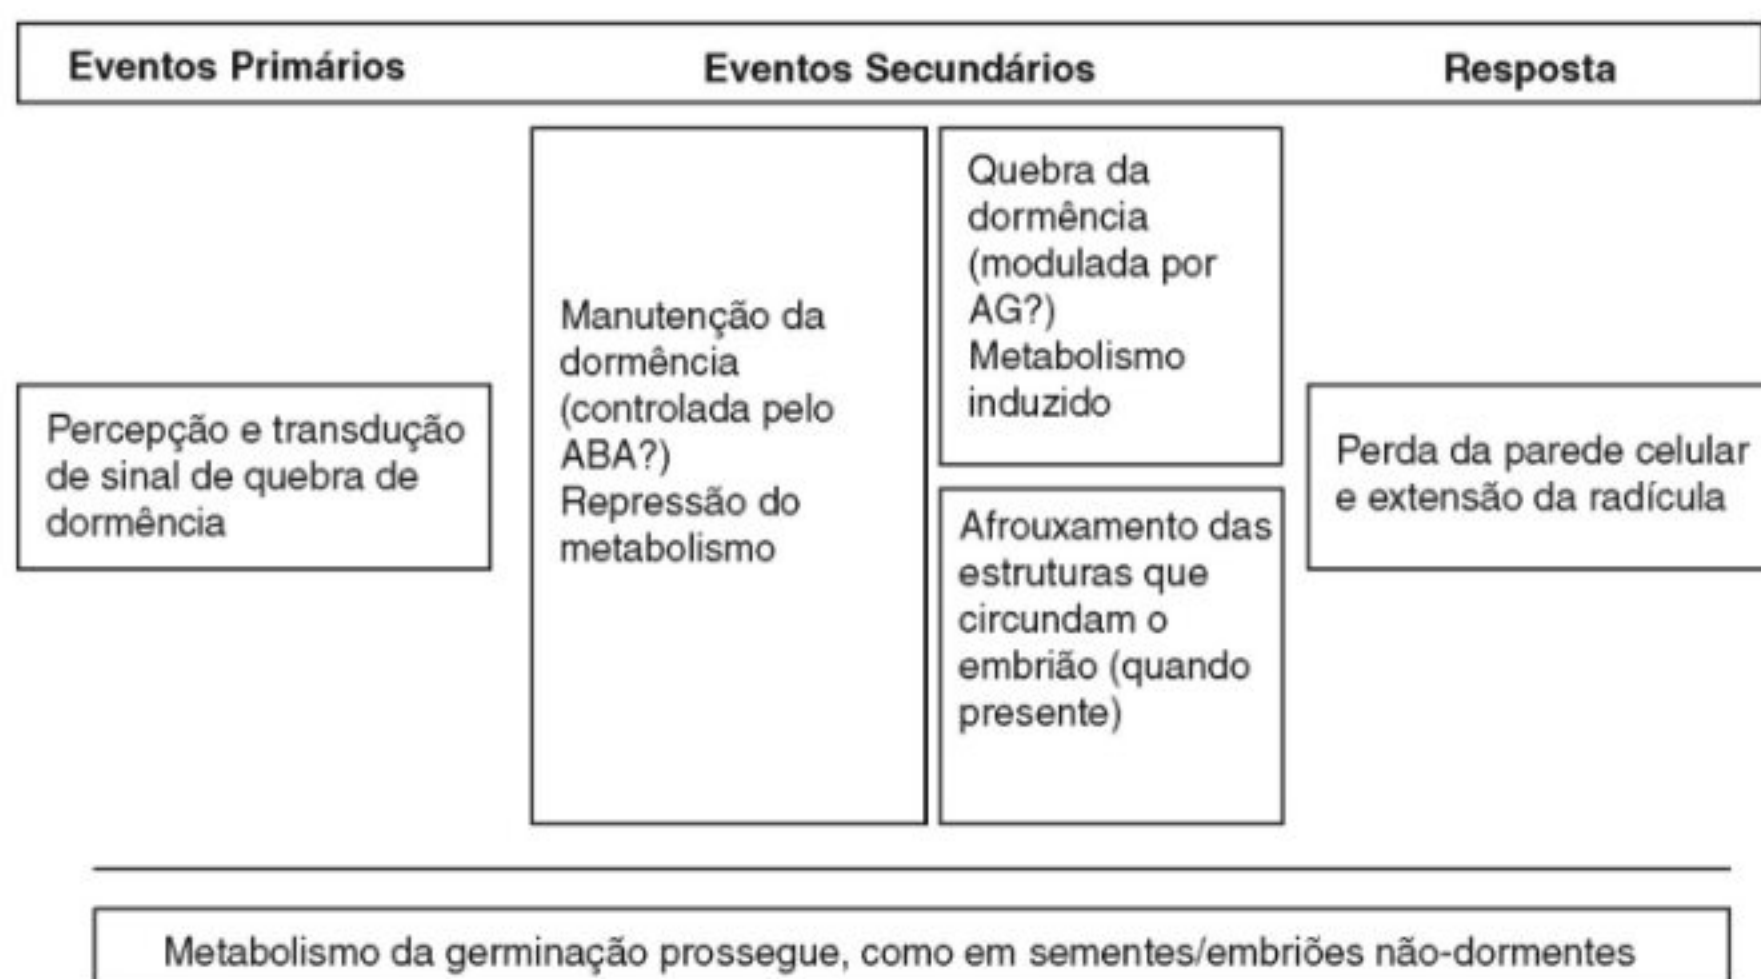 Eventos Primários
Eventos Secundários
Resposta
Percepção e transdução
de sinal de quebra de
dormência
Manutenção da
dormência
(controlada pelo
ABA?)
Repressão do
metabolismo
Quebra da
dormência
(modulada por
AG?)
Metabolismo
induzido
Afrouxamento das
estruturas que
circundam o
embrião (quando
presente)
Perda da parede celular
e extensão da radícula
Metabolismo da germinação prossegue, como em sementes/embriões não-dormentes